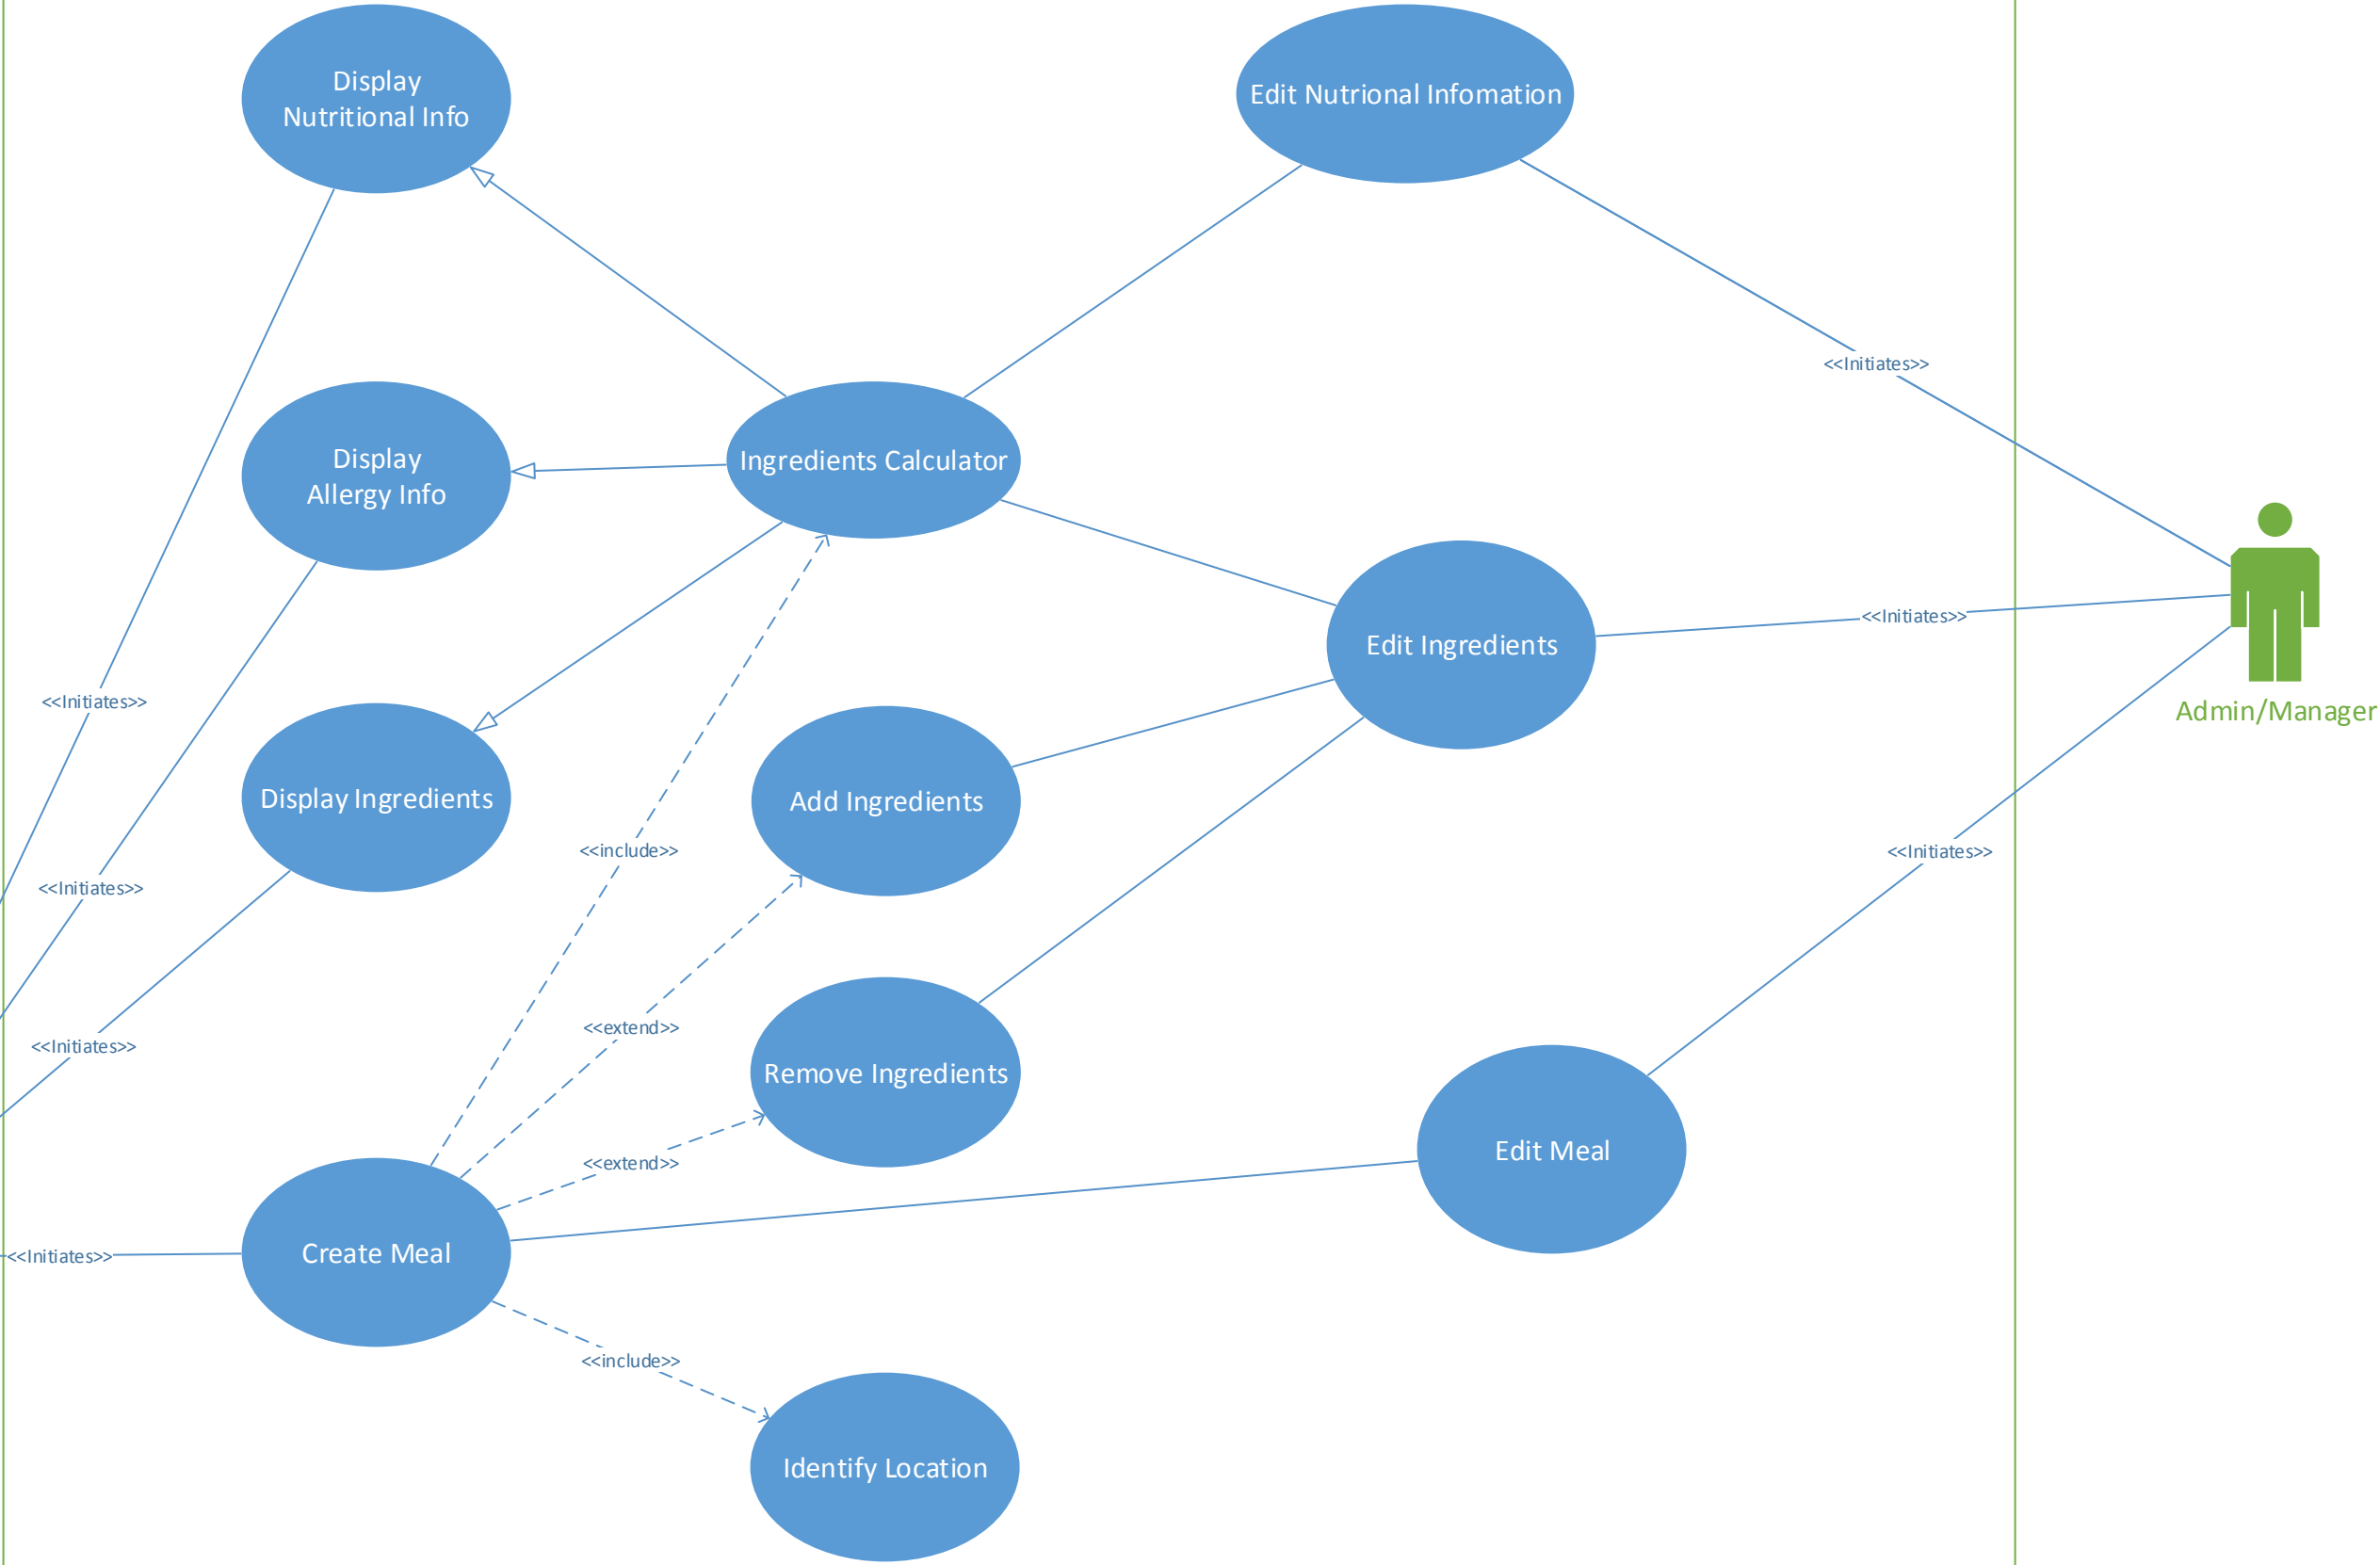 Display
Nutritional Info
Edit Nutrional Infomation
<<Initiates>>
Display
Allergy Info
Ingredients Calculator
<<Initiates>>
Edit Ingredients
<<Initiates>>
Admin/Manager
Display Ingredients
Add Ingredients
<<include>>
<<Initiates>>
<<Initiates>>
<<extend>>
<<Initiates>>
Remove Ingredients
<<extend>>
Edit Meal
Create Meal
<<Initiates>>
<<include>>
Identify Location